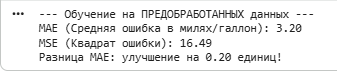 --- Обучение на ПРЕДОБРАБОТАННЫХ данных ---
MAE (Средняя ошибка в милях/галлон): 3.20
MSE (Квадрат ошибки): 16.49
Разница MAE: улучшение на 0.20 единиц!